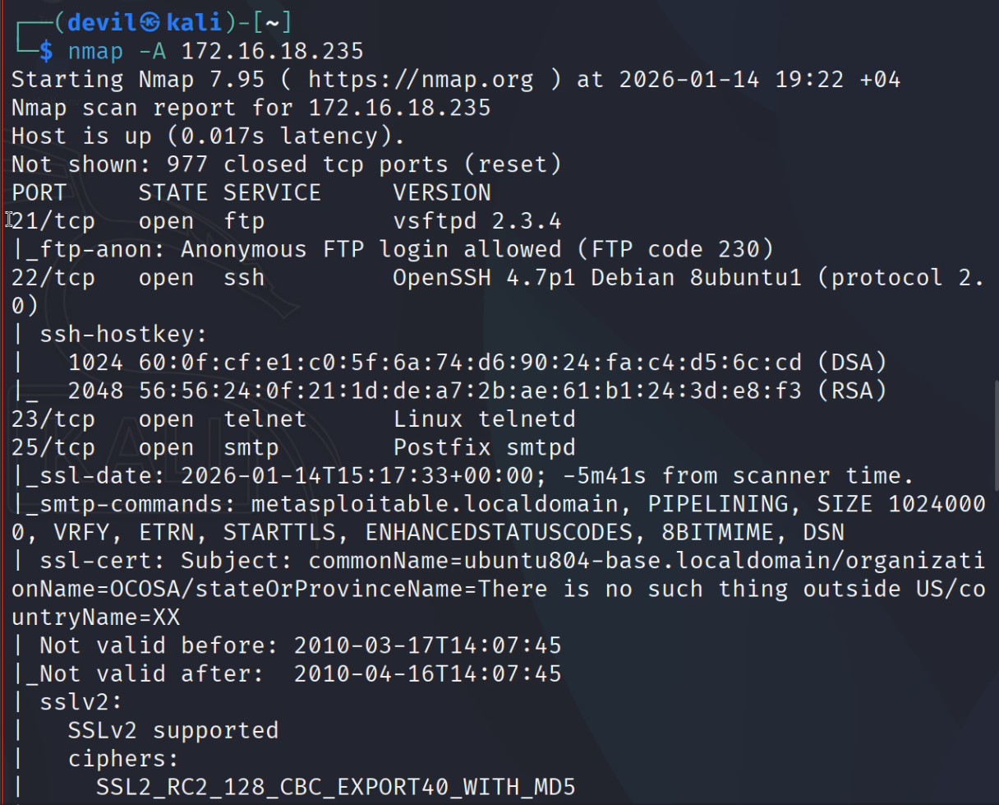 ┌──(devil㉿kali)-[~]
└─$ nmap -A 172.16.18.235
Starting Nmap 7.95 ( https://nmap.org ) at 2026-01-14 19:22 +04
Nmap scan report for 172.16.18.235
Host is up (0.017s latency).
Not shown: 977 closed tcp ports (reset)
PORT     STATE SERVICE     VERSION
21/tcp   open  ftp         vsftpd 2.3.4
|_ftp-anon: Anonymous FTP login allowed (FTP code 230)
22/tcp   open  ssh         OpenSSH 4.7p1 Debian 8ubuntu1 (protocol 2.
0)
| ssh-hostkey:
|   1024 60:0f:cf:e1:c0:5f:6a:74:d6:90:24:fa:c4:d5:6c:cd (DSA)
|_  2048 56:56:24:0f:21:1d:de:a7:2b:ae:61:b1:24:3d:e8:f3 (RSA)
23/tcp   open  telnet      Linux telnetd
25/tcp   open  smtp        Postfix smtpd
|_ssl-date: 2026-01-14T15:17:33+00:00; -5m41s from scanner time.
|_smtp-commands: metasploitable.localdomain, PIPELINING, SIZE 1024000
0, VRFY, ETRN, STARTTLS, ENHANCEDSTATUSCODES, 8BITMIME, DSN
| ssl-cert: Subject: commonName=ubuntu804-base.localdomain/organizati
onName=OCOSA/stateOrProvinceName=There is no such thing outside US/co
untryName=XX
| Not valid before: 2010-03-17T14:07:45
|_Not valid after:  2010-04-16T14:07:45
| sslv2:
|   SSLv2 supported
|   ciphers:
|     SSL2_RC2_128_CBC_EXPORT40_WITH_MD5
KALI